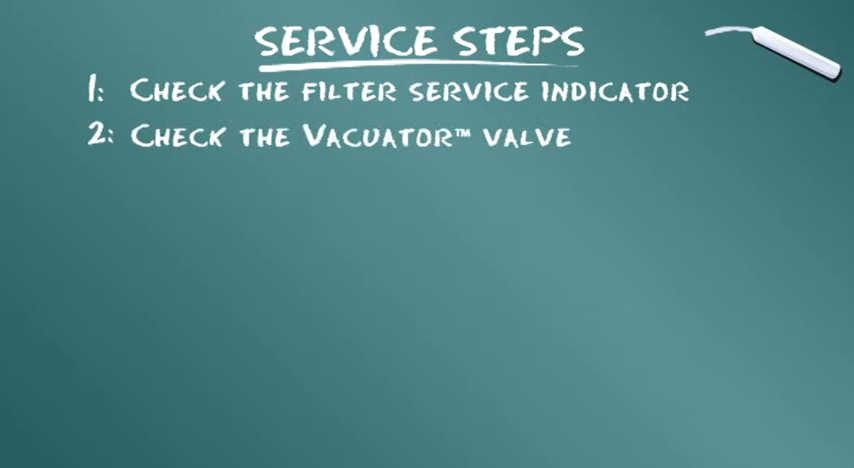 SERVICE STEPS
1: CHECK THE FILTER SERVICE INDICATOR
2: CHECK THE VACUATOR™ VALVE